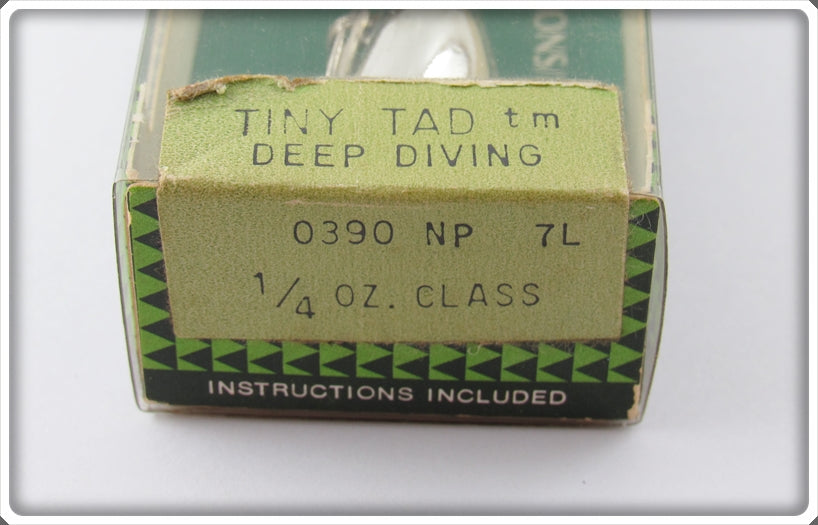 TINY TAD tm
DEEP DIVING
0390 NP 7L
1/4 OZ. CLASS
INSTRUCTIONS INCLUDED